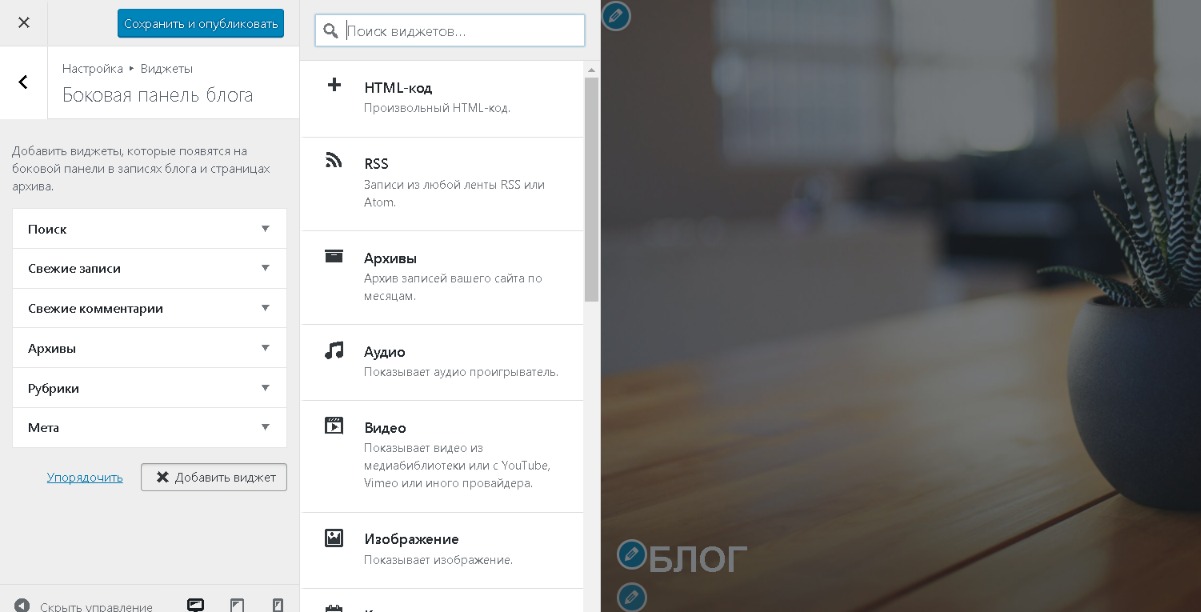 Сохранить и опубликовать
Настройка ▸ Виджеты
Боковая панель блога
Добавить виджеты, которые появятся на
боковой панели в записях блога и страницах
архива.
Поиск
Свежие записи
Свежие комментарии
Архивы
Рубрики
Мета
Упорядочить
Добавить виджет
Скрыть управление
Поиск виджетов...
HTML-код
Произвольный HTML-код.
RSS
Записи из любой ленты RSS или
Atom.
Архивы
Архив записей вашего сайта по
месяцам.
Аудио
Показывает аудио проигрыватель.
Видео
Показывает видео из
медиабиблиотеки или с YouTube,
Vimeo или иного провайдера.
Изображение
Показывает изображение.
БЛОГ